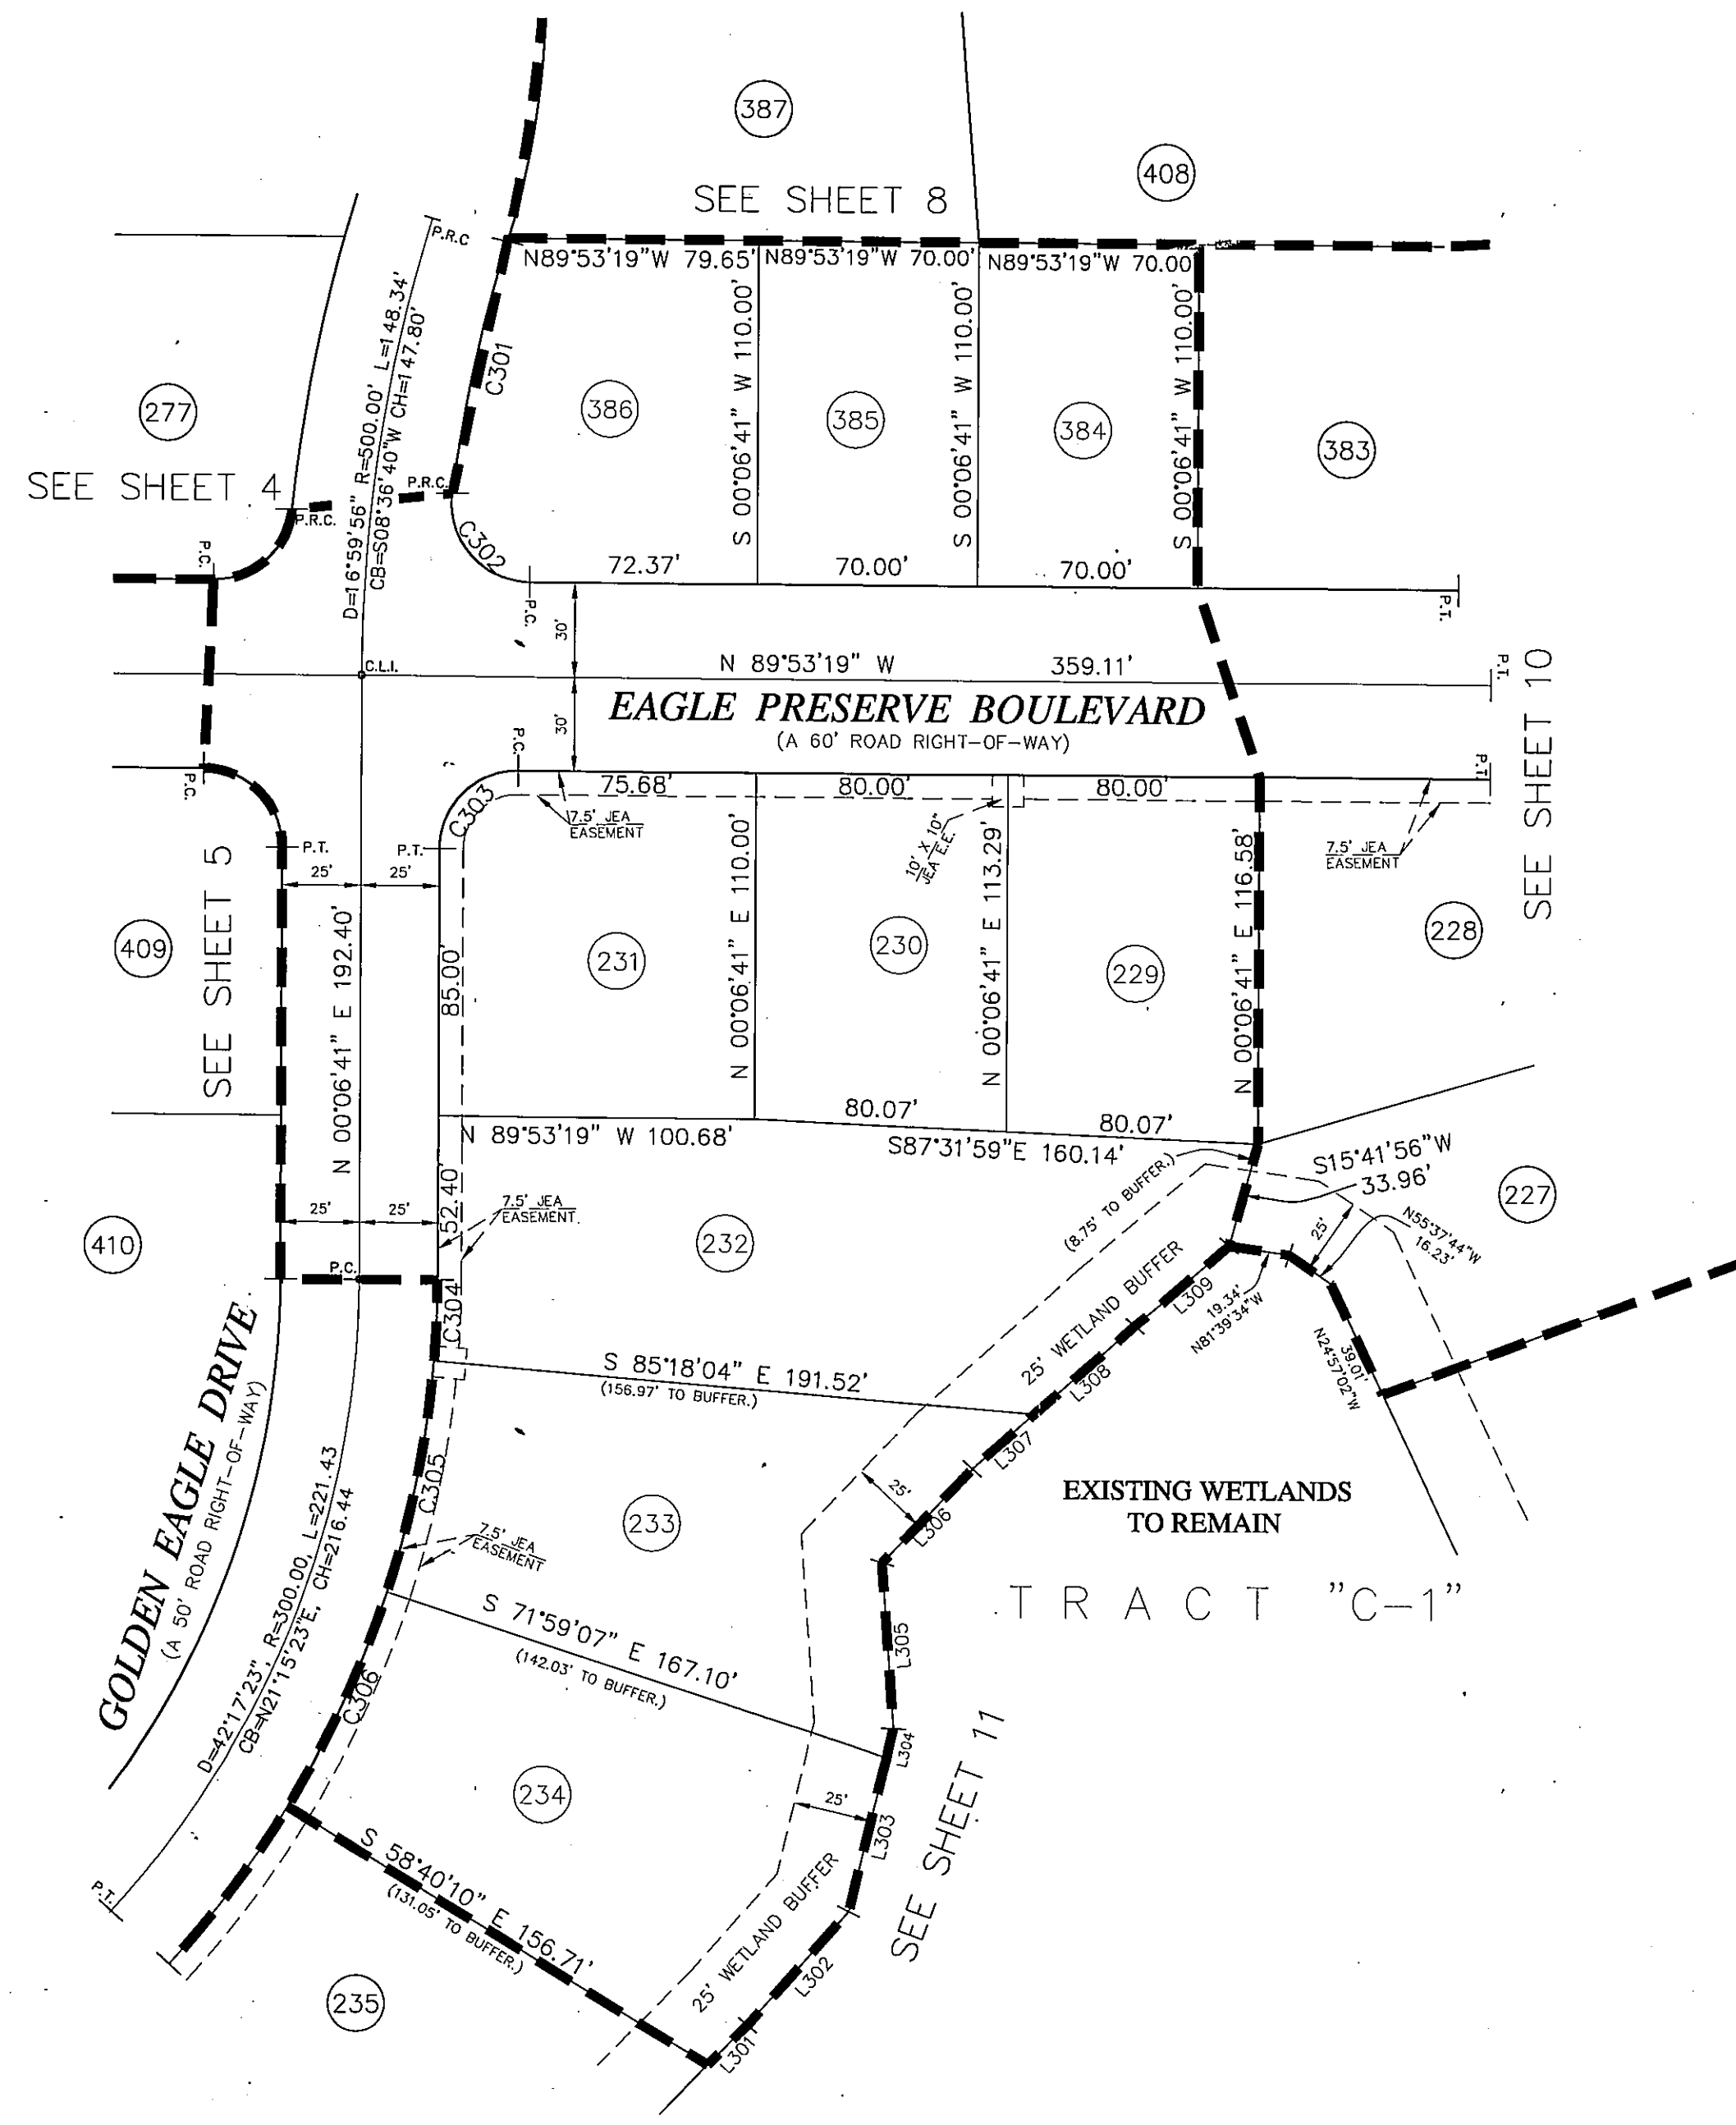 387
408
SEE SHEET 8
P.R.C
N89°53'19"W 79.65'
N89°53'19"W 70.00'
N89°53'19"W 70.00'
D=16°59'56" R=500.00' L=148.34'
CB=S08°36'40"W CH=147.80'
C301
S 00°06'41" W 110.00'
S 00°06'41" W 110.00'
S 00°06'41" W 110.00'
277
386
385
384
383
SEE SHEET 4
P.R.C.
P.R.C.
P.C.
C302
72.37'
70.00'
70.00'
P.C.
P.T.
30'
C.L.I.
N 89°53'19" W 359.11'
P.T.
EAGLE PRESERVE BOULEVARD
(A 60' ROAD RIGHT-OF-WAY)
30'
SEE SHEET 10
P.C.
P.C.
P.T.
C303
75.68'
80.00'
80.00'
7.5' JEA
EASEMENT
10' X 10"
JEA E.E.
7.5' JEA
EASEMENT
P.T.
P.T.
25'
25'
SEE SHEET 5
409
N 00°06'41" E 192.40'
85.00'
231
N 00°06'41" E 110.00'
230
N 00°06'41" E 113.29'
229
N 00°06'41" E 116.58'
228
80.07'
80.07'
N 89°53'19" W 100.68'
S87°31'59"E 160.14'
S15°41'56"W
33.96'
(8.75' TO BUFFER.)
227
25'
25'
52.40'
7.5' JEA
EASEMENT.
232
410
25'
N55°37'44"W
16.23'
25' WETLAND BUFFER
L309
19.34'
N81°39'34"W
P.C.
C304
39.01'
N24°57'02"W
S 85°18'04" E 191.52'
(156.97' TO BUFFER.)
L308
GOLDEN EAGLE DRIVE
(A 50' ROAD RIGHT-OF-WAY)
L307
C305
25'
EXISTING WETLANDS
TO REMAIN
L306
233
7.5' JEA
EASEMENT
D=42°17'23", R=300.00, L=221.43
CB=N21°15'23"E, CH=216.44
TRACT "C-1"
S 71°59'07" E 167.10'
(142.03' TO BUFFER.)
L305
C306
L304
234
25'
L303
SEE SHEET 11
S 58°40'10" E 156.71'
(131.05' TO BUFFER.)
P.T.
25' WETLAND BUFFER
L302
235
L301